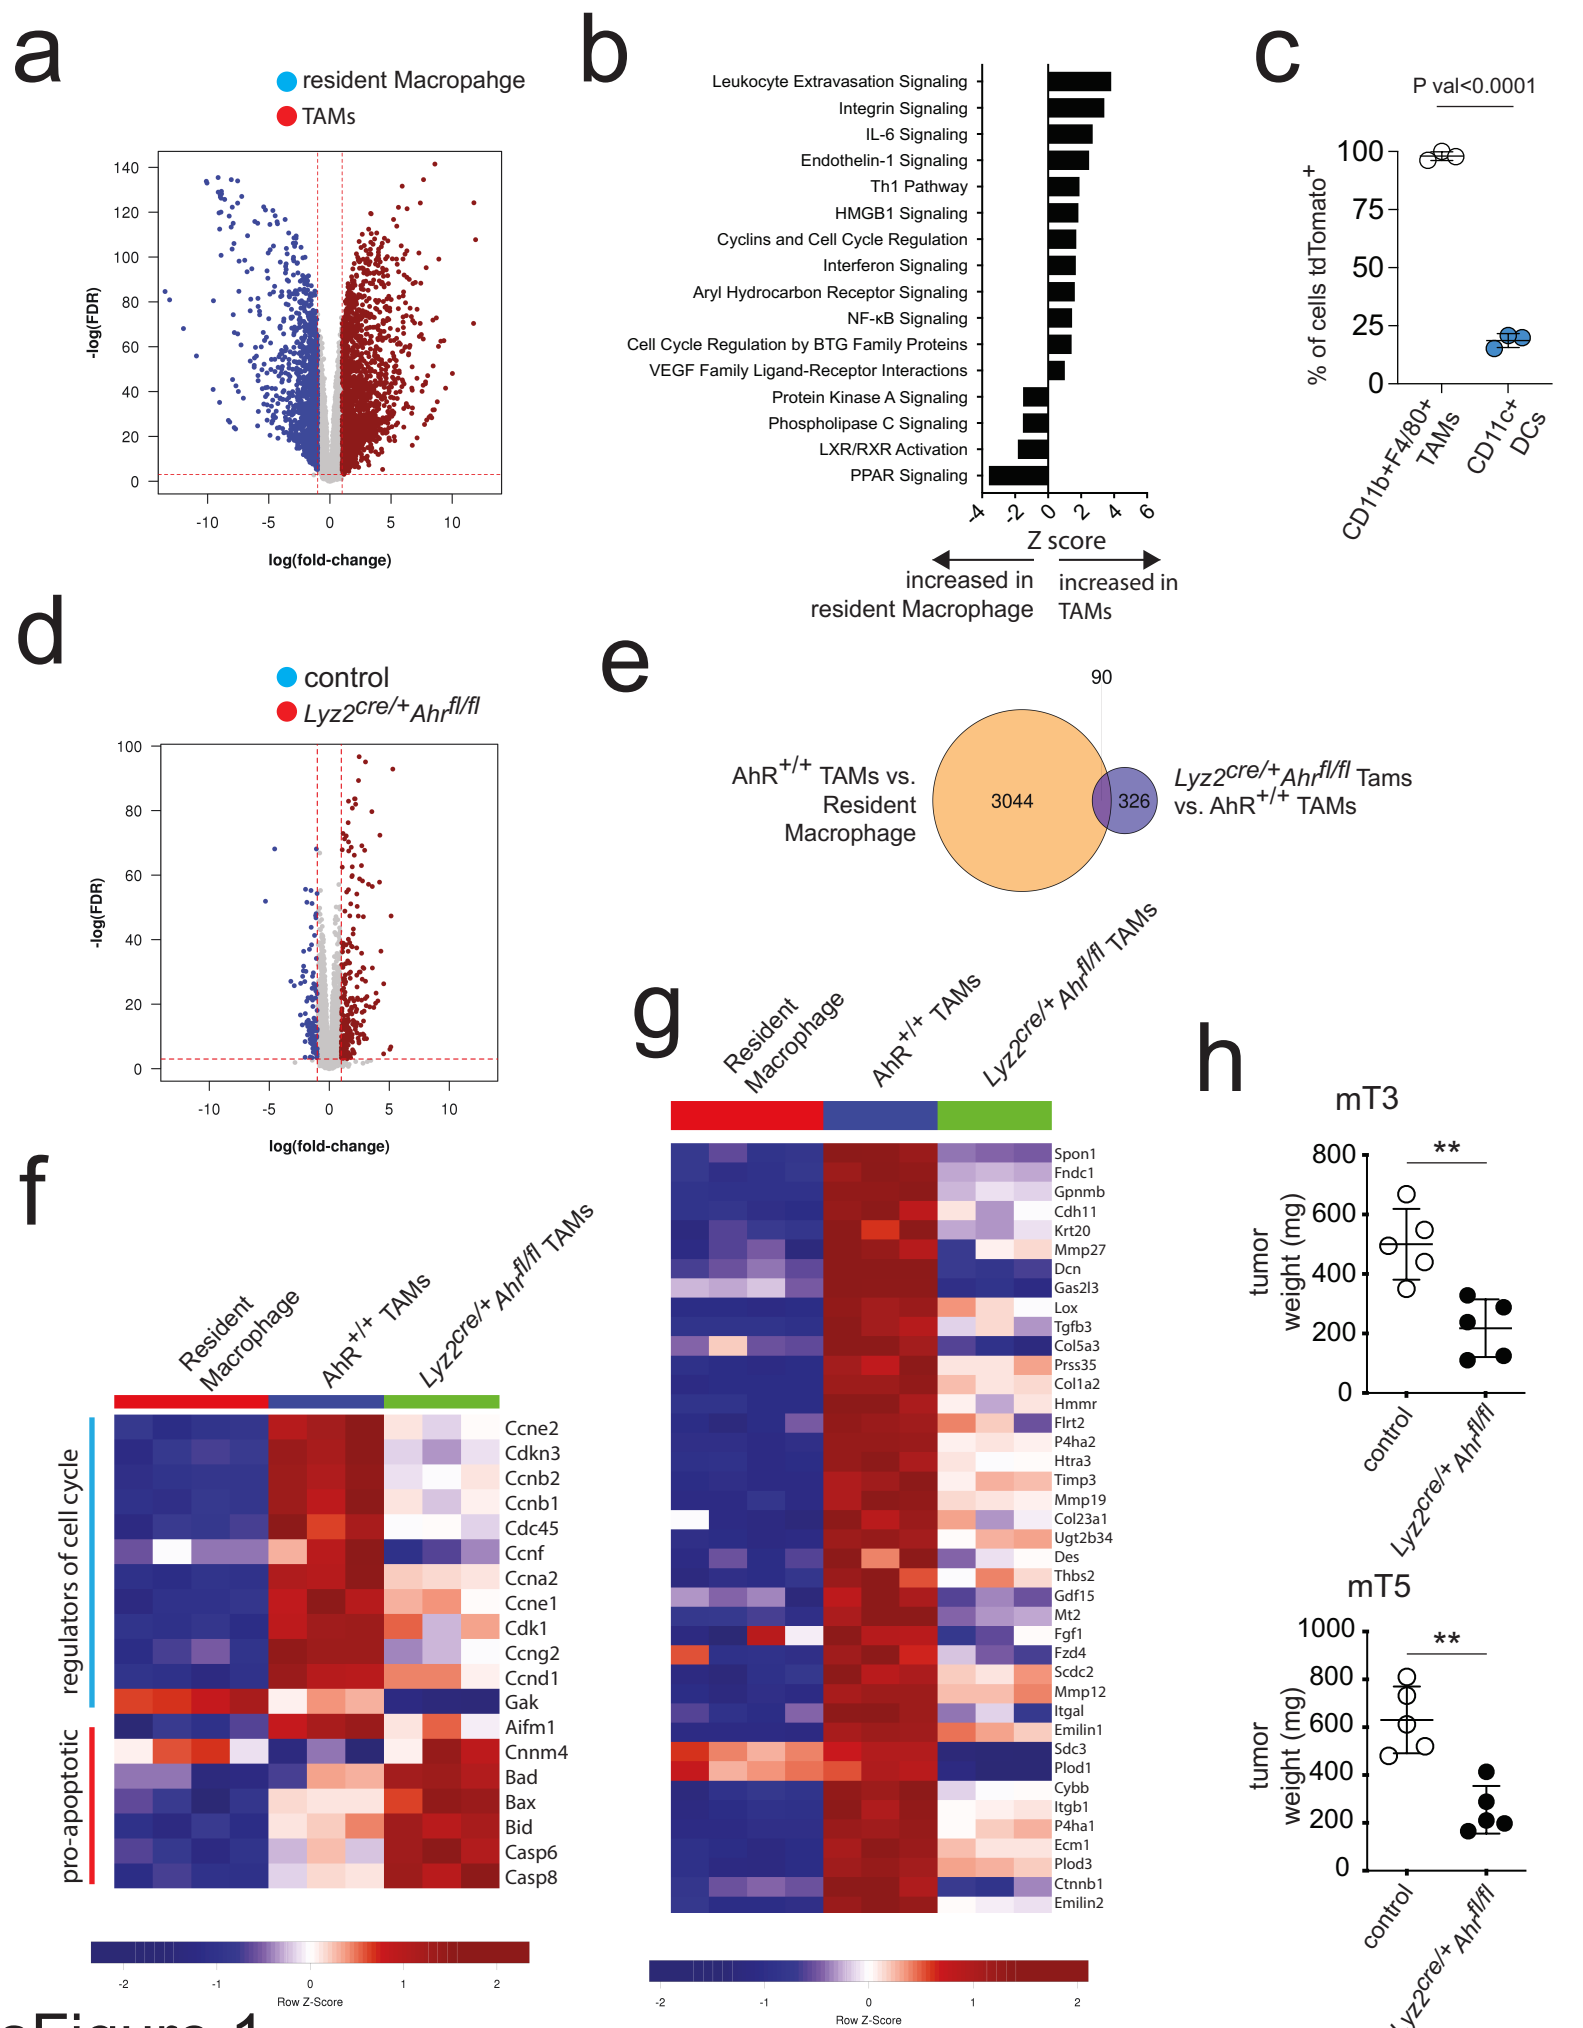 a
resident Macropahge
TAMs
140
120
100
80
60
40
20
0
-log(FDR)
-10 -5 0 5 10
log(fold-change)
b
Leukocyte Extravasation Signaling
Integrin Signaling
IL-6 Signaling
Endothelin-1 Signaling
Th1 Pathway
HMGB1 Signaling
Cyclins and Cell Cycle Regulation
Interferon Signaling
Aryl Hydrocarbon Receptor Signaling
NF-κB Signaling
Cell Cycle Regulation by BTG Family Proteins
VEGF Family Ligand-Receptor Interactions
Protein Kinase A Signaling
Phospholipase C Signaling
LXR/RXR Activation
PPAR Signaling
-4 -2 0 2 4 6
Z score
increased in
resident Macrophage
increased in
TAMs
c
P val<0.0001
% of cells tdTomato+
100
75
50
25
0
CD11b+F4/80+
TAMs
CD11c+
DCs
d
control
Lyz2cre/+Ahrfl/fl
100
80
60
40
20
0
-log(FDR)
-10 -5 0 5 10
log(fold-change)
e
90
AhR+/+ TAMs vs.
Resident
Macrophage
3044
326
Lyz2cre/+Ahrfl/fl Tams
vs. AhR+/+ TAMs
f
Resident
Macrophage
AhR+/+ TAMs
Lyz2cre/+Ahrfl/fl TAMs
regulators of cell cycle
Ccne2
Cdkn3
Ccnb2
Ccnb1
Cdc45
Ccnf
Ccna2
Ccne1
Cdk1
Ccng2
Ccnd1
Gak
pro-apoptotic
Aifm1
Cnnm4
Bad
Bax
Bid
Casp6
Casp8
-2 -1 0 1 2
Row Z-Score
g
Resident
Macrophage
AhR+/+ TAMs
Lyz2cre/+Ahrfl/fl TAMs
Spon1
Fndc1
Gpnmb
Cdh11
Krt20
Mmp27
Dcn
Gas2l3
Lox
Tgfb3
Col5a3
Prss35
Col1a2
Hmmr
Flrt2
P4ha2
Htra3
Timp3
Mmp19
Col23a1
Ugt2b34
Des
Thbs2
Gdf15
Mt2
Fgf1
Fzd4
Scdc2
Mmp12
Itgal
Emilin1
Sdc3
Plod1
Cybb
Itgb1
P4ha1
Ecm1
Plod3
Ctnnb1
Emilin2
-2 -1 0 1 2
Row Z-Score
h
mT3
**
800
600
400
200
0
tumor
weight (mg)
control
Lyz2cre/+Ahrfl/fl
mT5
**
1000
800
600
400
200
0
tumor
weight (mg)
control
Lyz2cre/+Ahrfl/fl